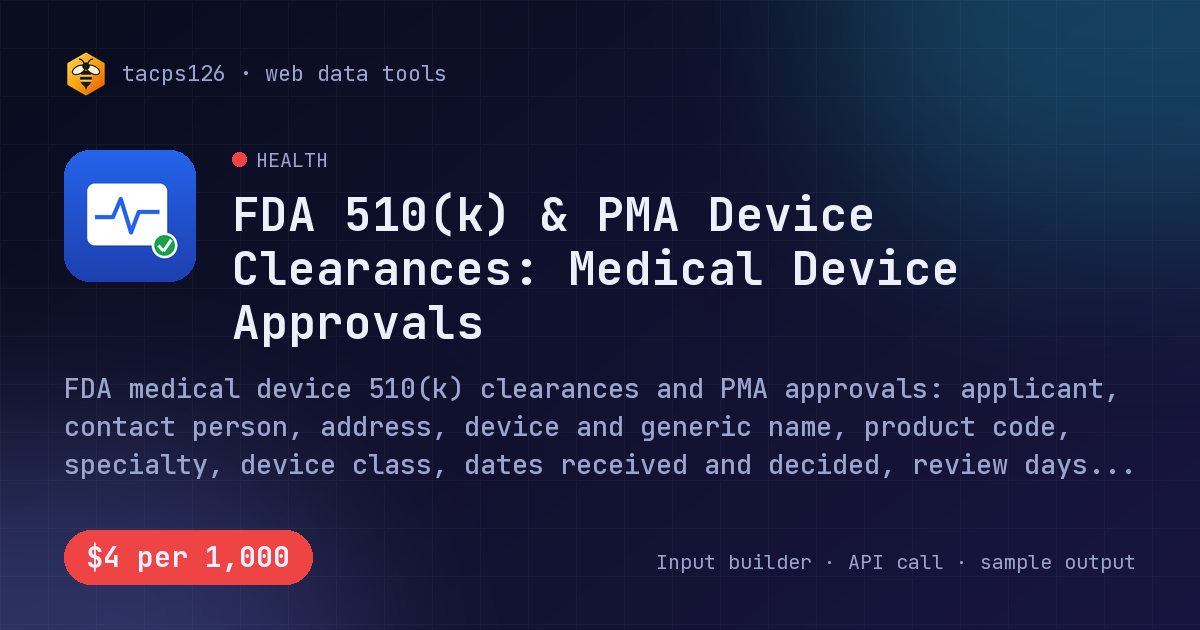 tacps126 · web data tools
HEALTH
FDA 510(k) & PMA Device
Clearances: Medical Device
Approvals
FDA medical device 510(k) clearances and PMA approvals: applicant,
contact person, address, device and generic name, product code,
specialty, device class, dates received and decided, review days...
$4 per 1,000
Input builder · API call · sample output